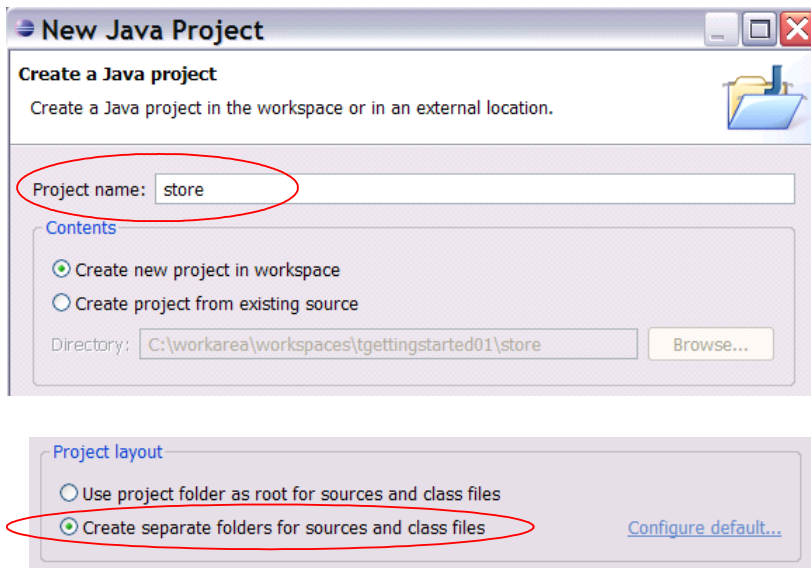 New Java Project
Create a Java project
Create a Java project in the workspace or in an external location.
Project name: store
Contents
Create new project in workspace
Create project from existing source
Directory: C:\workarea\workspaces\tgettingstarted01\store Browse...
Project layout
Use project folder as root for sources and class files
Create separate folders for sources and class files Configure default...